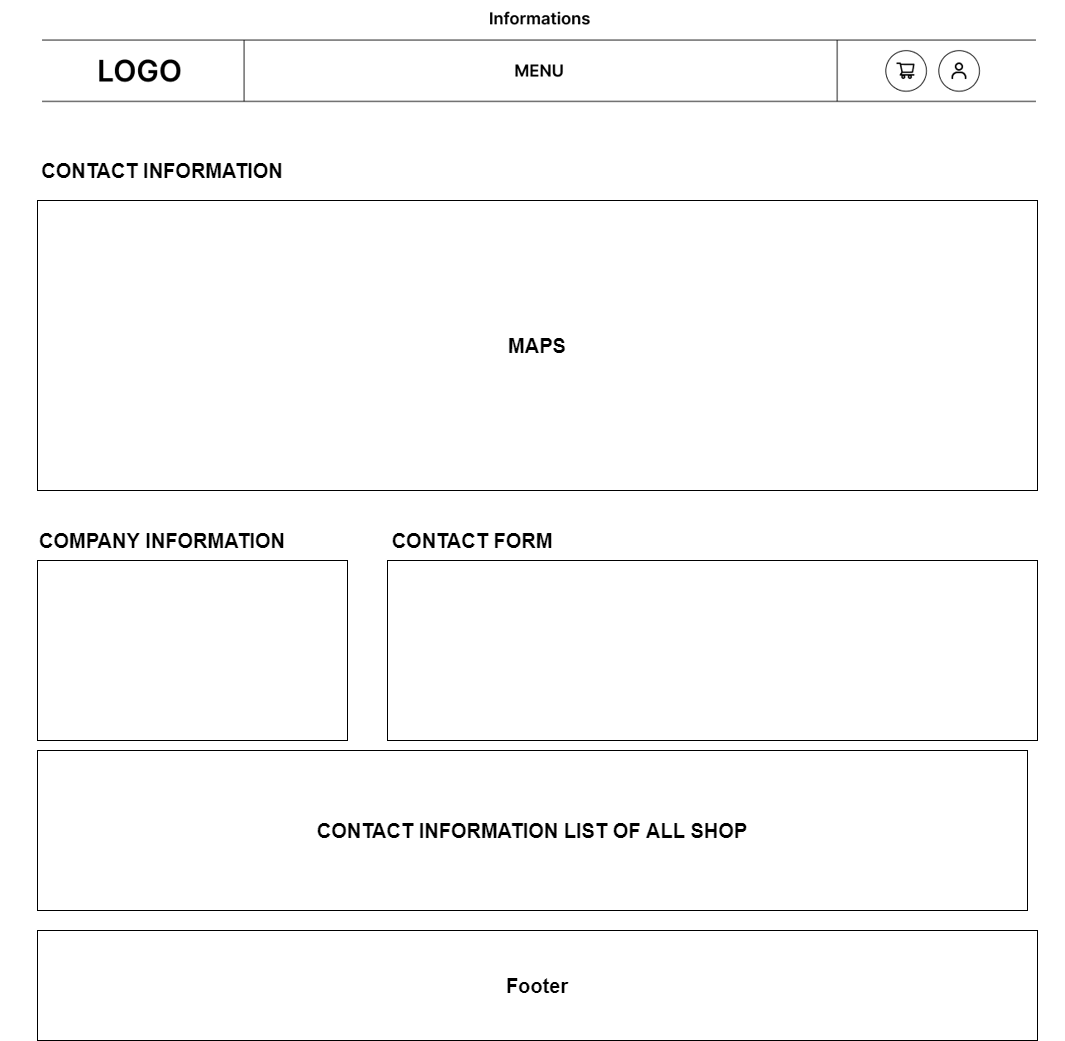 Informations
LOGO
MENU
CONTACT INFORMATION
MAPS
COMPANY INFORMATION
CONTACT FORM
CONTACT INFORMATION LIST OF ALL SHOP
Footer